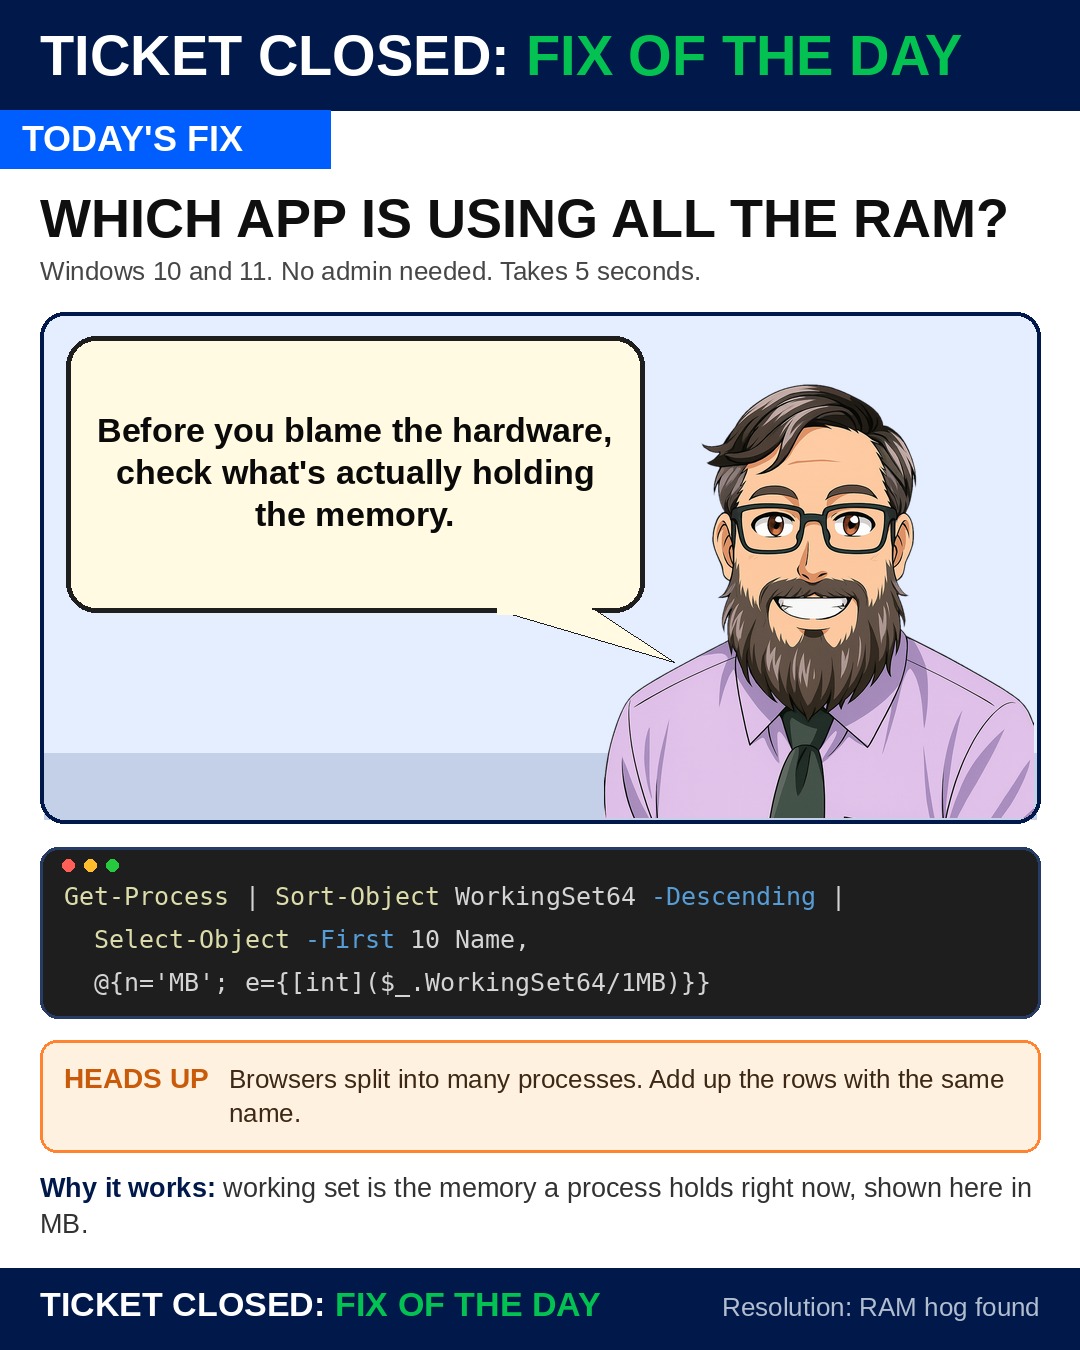 TICKET CLOSED: FIX OF THE DAY
TODAY'S FIX
WHICH APP IS USING ALL THE RAM?
Windows 10 and 11. No admin needed. Takes 5 seconds.
Before you blame the hardware,
check what's actually holding
the memory.
Get-Process | Sort-Object WorkingSet64 -Descending |
  Select-Object -First 10 Name,
  @{n='MB'; e={[int]($_.WorkingSet64/1MB)}}
HEADS UP Browsers split into many processes. Add up the rows with the same
name.
Why it works: working set is the memory a process holds right now, shown here in
MB.
TICKET CLOSED: FIX OF THE DAY Resolution: RAM hog found